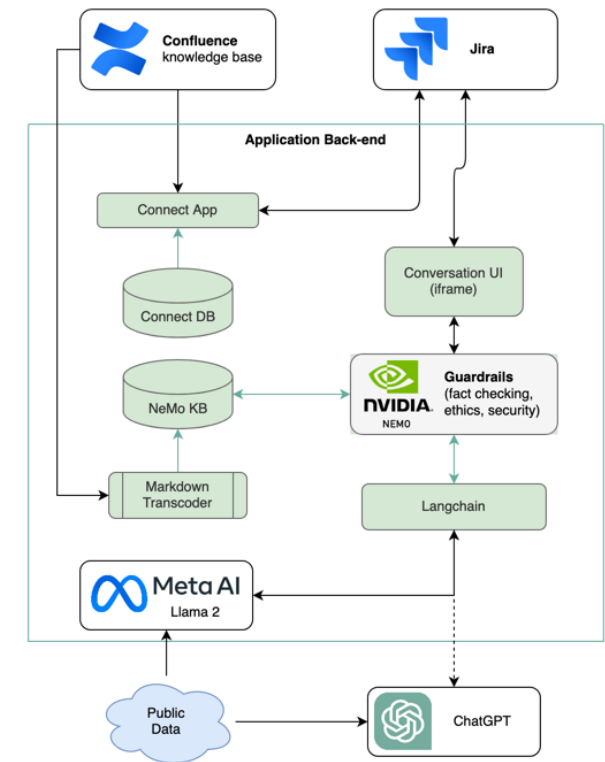 Confluence
knowledge base
Jira
Application Back-end
Connect App
Conversation UI
(iframe)
Connect DB
NeMo KB
NVIDIA.
NEMO
Guardrails
(fact checking,
ethics, security)
Markdown
Transcoder
Langchain
Meta AI
Llama 2
Public
Data
ChatGPT